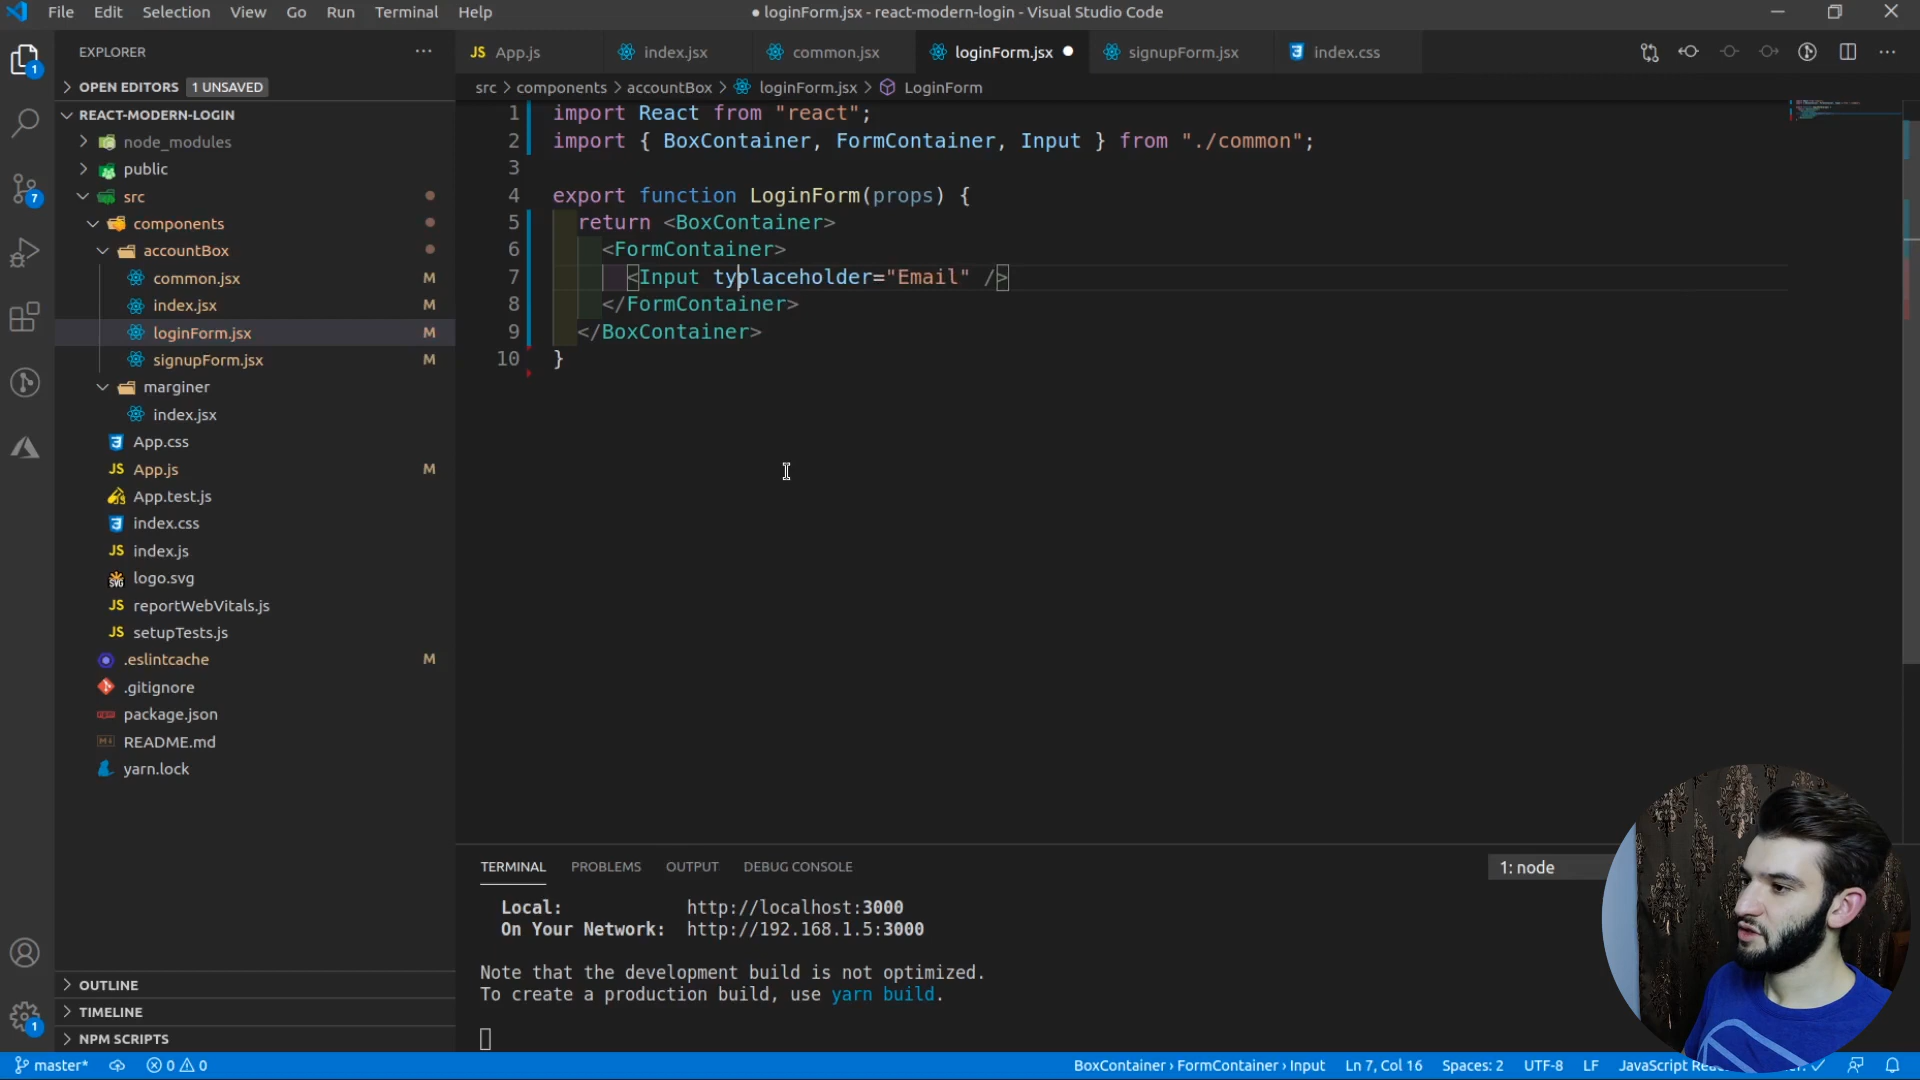 File Edit Selection View Go Run Terminal Help
● loginForm.jsx - react-modern-login - Visual Studio Code
EXPLORER
OPEN EDITORS 1 UNSAVED
REACT-MODERN-LOGIN
node_modules
public
src
components
accountBox
common.jsx M
index.jsx M
loginForm.jsx M
signupForm.jsx M
marginer
index.jsx
App.css
App.js M
App.test.js
index.css
index.js
logo.svg
reportWebVitals.js
setupTests.js
.eslintcache M
.gitignore
package.json
README.md
yarn.lock
OUTLINE
TIMELINE
NPM SCRIPTS
JS App.js index.jsx common.jsx loginForm.jsx ● signupForm.jsx index.css
src > components > accountBox > loginForm.jsx > LoginForm
1 import React from "react";
2 import { BoxContainer, FormContainer, Input } from "./common";
3
4 export function LoginForm(props) {
5 return <BoxContainer>
6 <FormContainer>
7 <Input typlaceholder="Email" />
8 </FormContainer>
9 </BoxContainer>
10 }
TERMINAL PROBLEMS OUTPUT DEBUG CONSOLE 1: node
Local: http://localhost:3000
On Your Network: http://192.168.1.5:3000
Note that the development build is not optimized.
To create a production build, use yarn build.
master* 0 0 BoxContainer › FormContainer › Input Ln 7, Col 16 Spaces: 2 UTF-8 LF JavaScript